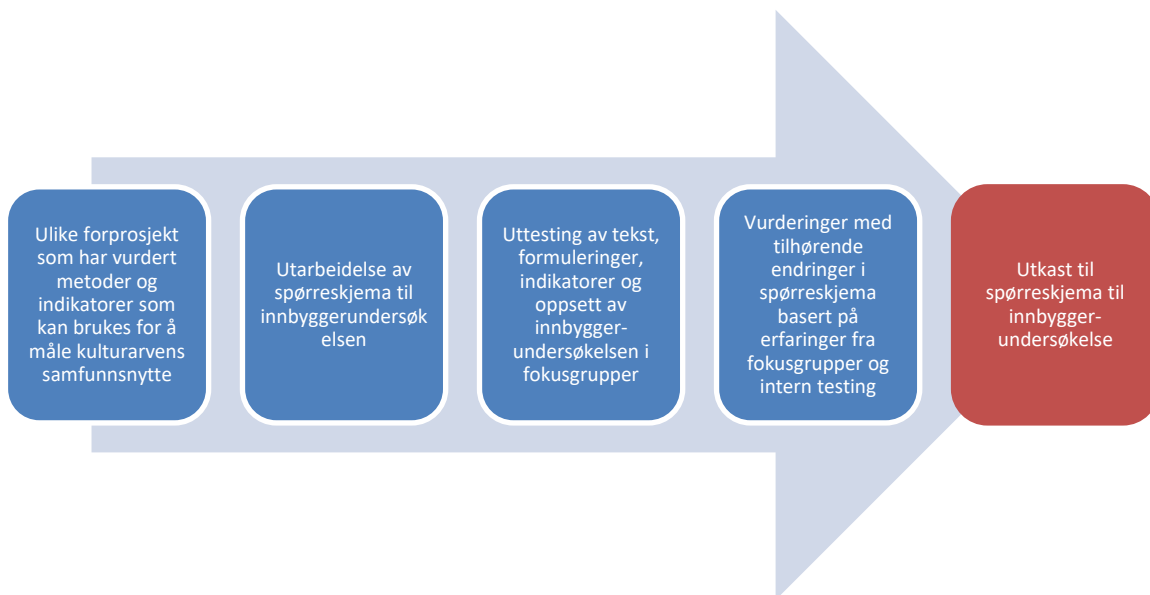 Ulike forprosjekt
som har vurdert
metoder og
indikatorer som
kan brukes for å
måle kulturarvens
samfunnsnytte
Utarbeidelse av
spørreskjema til
innbyggerundersøk
elsen
Uttesting av tekst,
formuleringer,
indikatorer og
oppsett av
innbygger-
undersøkelsen i
fokusgrupper
Vurderinger med
tilhørende
endringer i
spørreskjema
basert på
erfaringer fra
fokusgrupper og
intern testing
Utkast til
spørreskjema til
innbygger-
undersøkelse